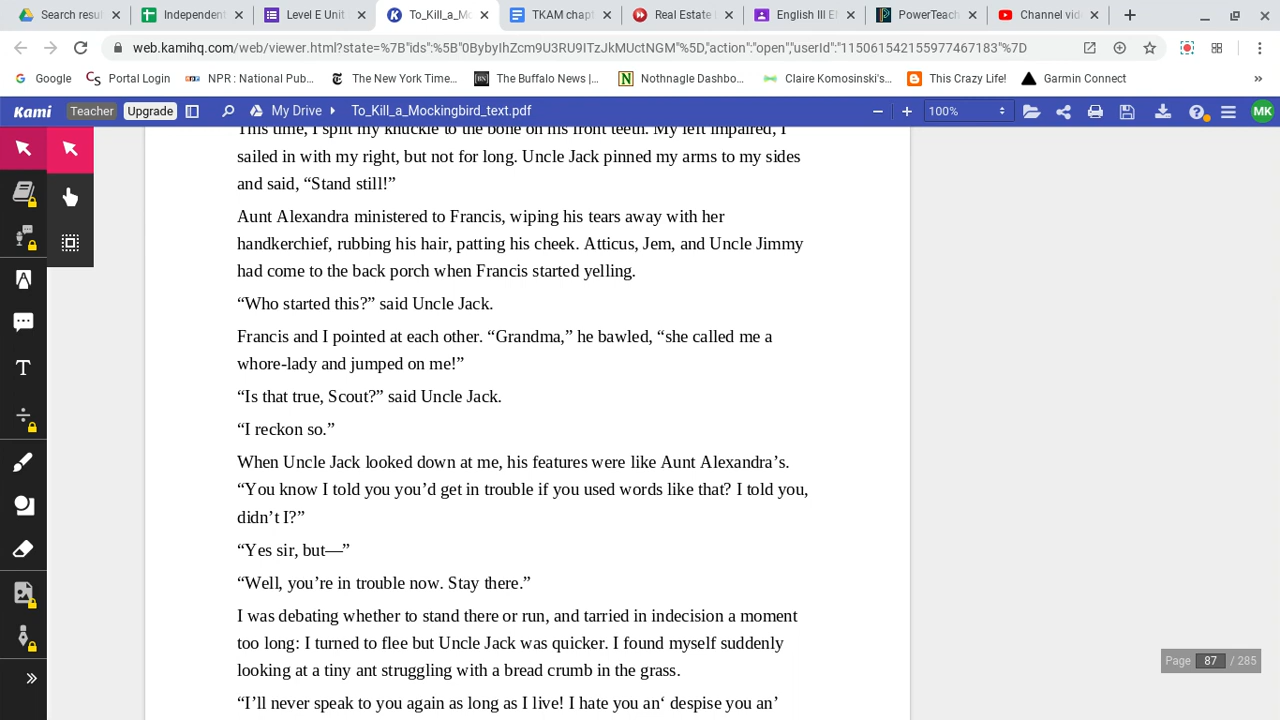 Search resu
Independent
Level E Unit
To_Kill_a_Mo
TKAM chap
Real Estate
English III E
PowerTeach
Channel vid
web.kamihq.com/web/viewer.html?state=%7B"ids":%5B"0BybyIhZcm9U3RU9ITzJkMUctNGM"%5D,"action":"open","userId":"115061542155977467183"%7D
Google
Portal Login
NPR : National Pub...
The New York Time...
The Buffalo News |...
Nothnagle Dashbo...
Claire Komosinski's...
This Crazy Life!
Garmin Connect
Kami Teacher Upgrade My Drive To_Kill_a_Mockingbird_text.pdf 100% MK
This time, I split my knuckle to the bone on his front teeth. My left impaired, I
sailed in with my right, but not for long. Uncle Jack pinned my arms to my sides
and said, “Stand still!”
Aunt Alexandra ministered to Francis, wiping his tears away with her
handkerchief, rubbing his hair, patting his cheek. Atticus, Jem, and Uncle Jimmy
had come to the back porch when Francis started yelling.
“Who started this?” said Uncle Jack.
Francis and I pointed at each other. “Grandma,” he bawled, “she called me a
whore-lady and jumped on me!”
“Is that true, Scout?” said Uncle Jack.
“I reckon so.”
When Uncle Jack looked down at me, his features were like Aunt Alexandra’s.
“You know I told you you’d get in trouble if you used words like that? I told you,
didn’t I?”
“Yes sir, but—”
“Well, you’re in trouble now. Stay there.”
I was debating whether to stand there or run, and tarried in indecision a moment
too long: I turned to flee but Uncle Jack was quicker. I found myself suddenly
looking at a tiny ant struggling with a bread crumb in the grass.
“I’ll never speak to you again as long as I live! I hate you an‘ despise you an’
Page 87 / 285